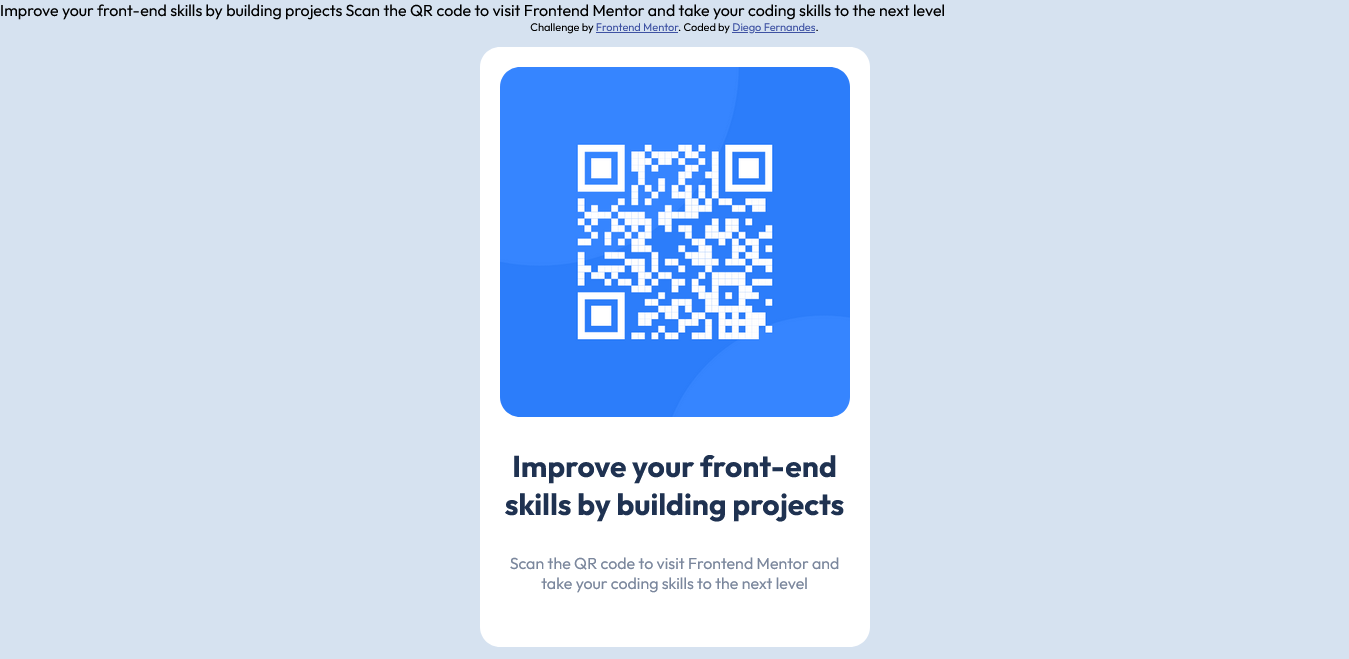 Improve your front-end skills by building projects Scan the QR code to visit Frontend Mentor and take your coding skills to the next level
Challenge by Frontend Mentor. Coded by Diego Fernandes.
Improve your front-end
skills by building projects
Scan the QR code to visit Frontend Mentor and
take your coding skills to the next level